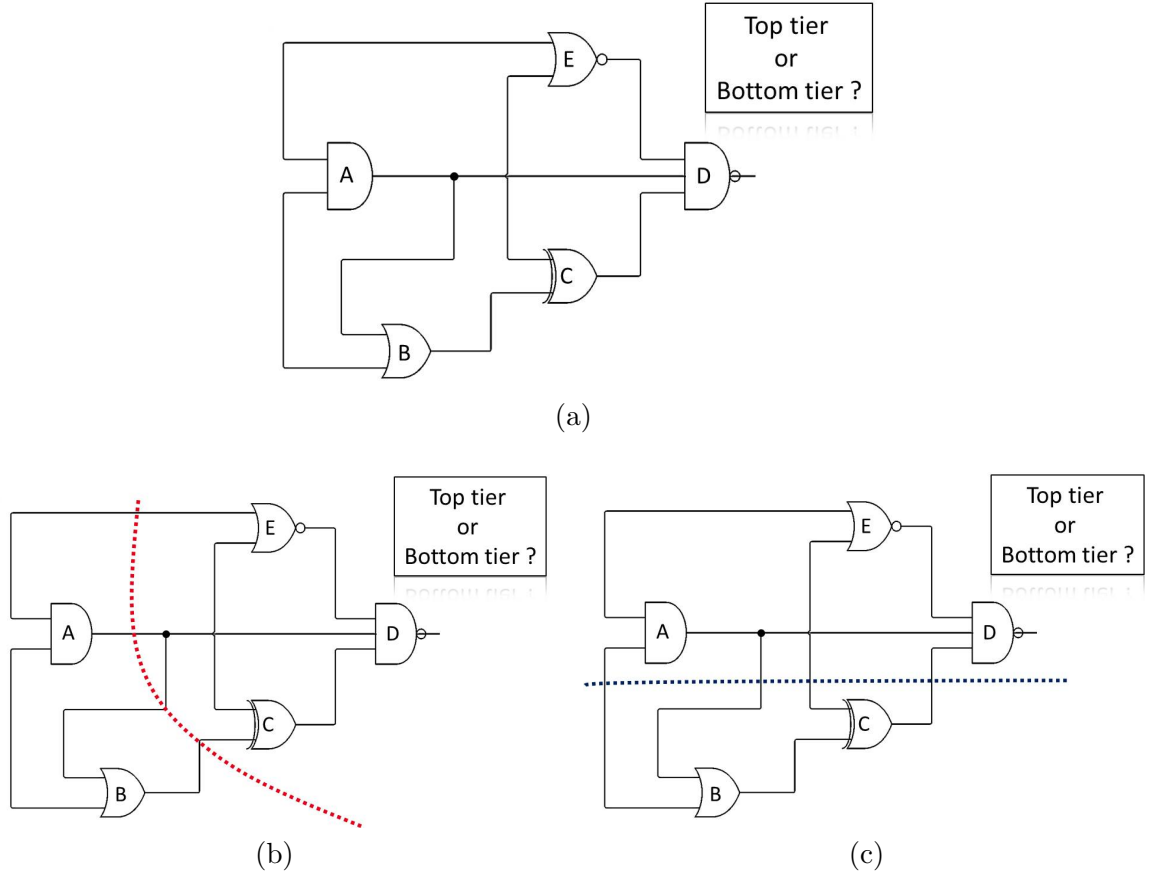 Top tier
or
Bottom tier ?
E
A
D
C
B
(a)
Top tier
or
Bottom tier ?
E
A
D
C
B
(b)
Top tier
or
Bottom tier ?
E
A
D
C
B
(c)